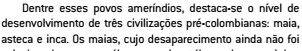 Dentre esses povos ameríndios, destaca-se o nível de
desenvolvimento de três civilizações pré-colombianas: maia,
asteca e inca. Os maias, cujo desaparecimento ainda não foi